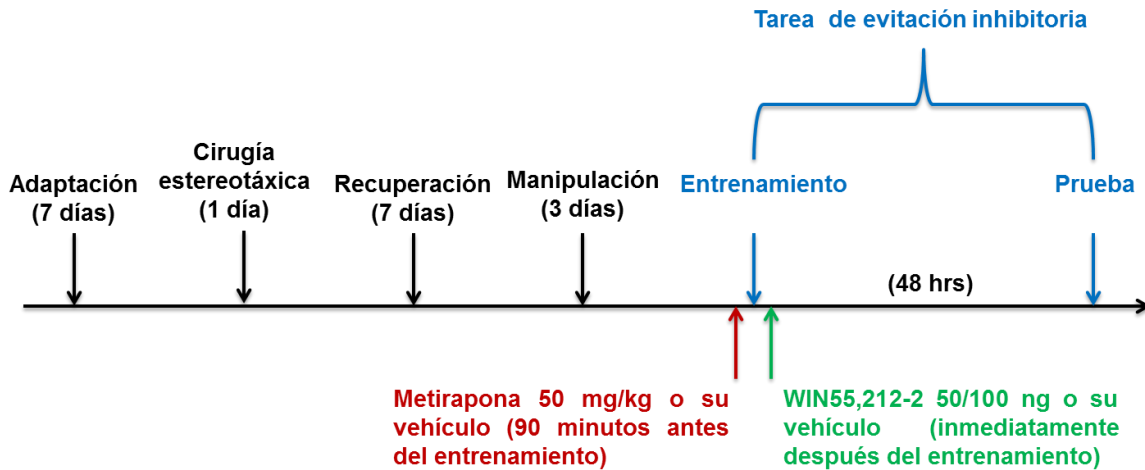 Tarea de evitación inhibitoria
Cirugía
estereotáxica
(1 día)
Adaptación
(7 días)
Recuperación
(7 días)
Manipulación
(3 días)
Entrenamiento
Prueba
(48 hrs)
Metirapona 50 mg/kg o su
vehículo (90 minutos antes
del entrenamiento)
WIN55,212-2 50/100 ng o su
vehículo (inmediatamente
después del entrenamiento)